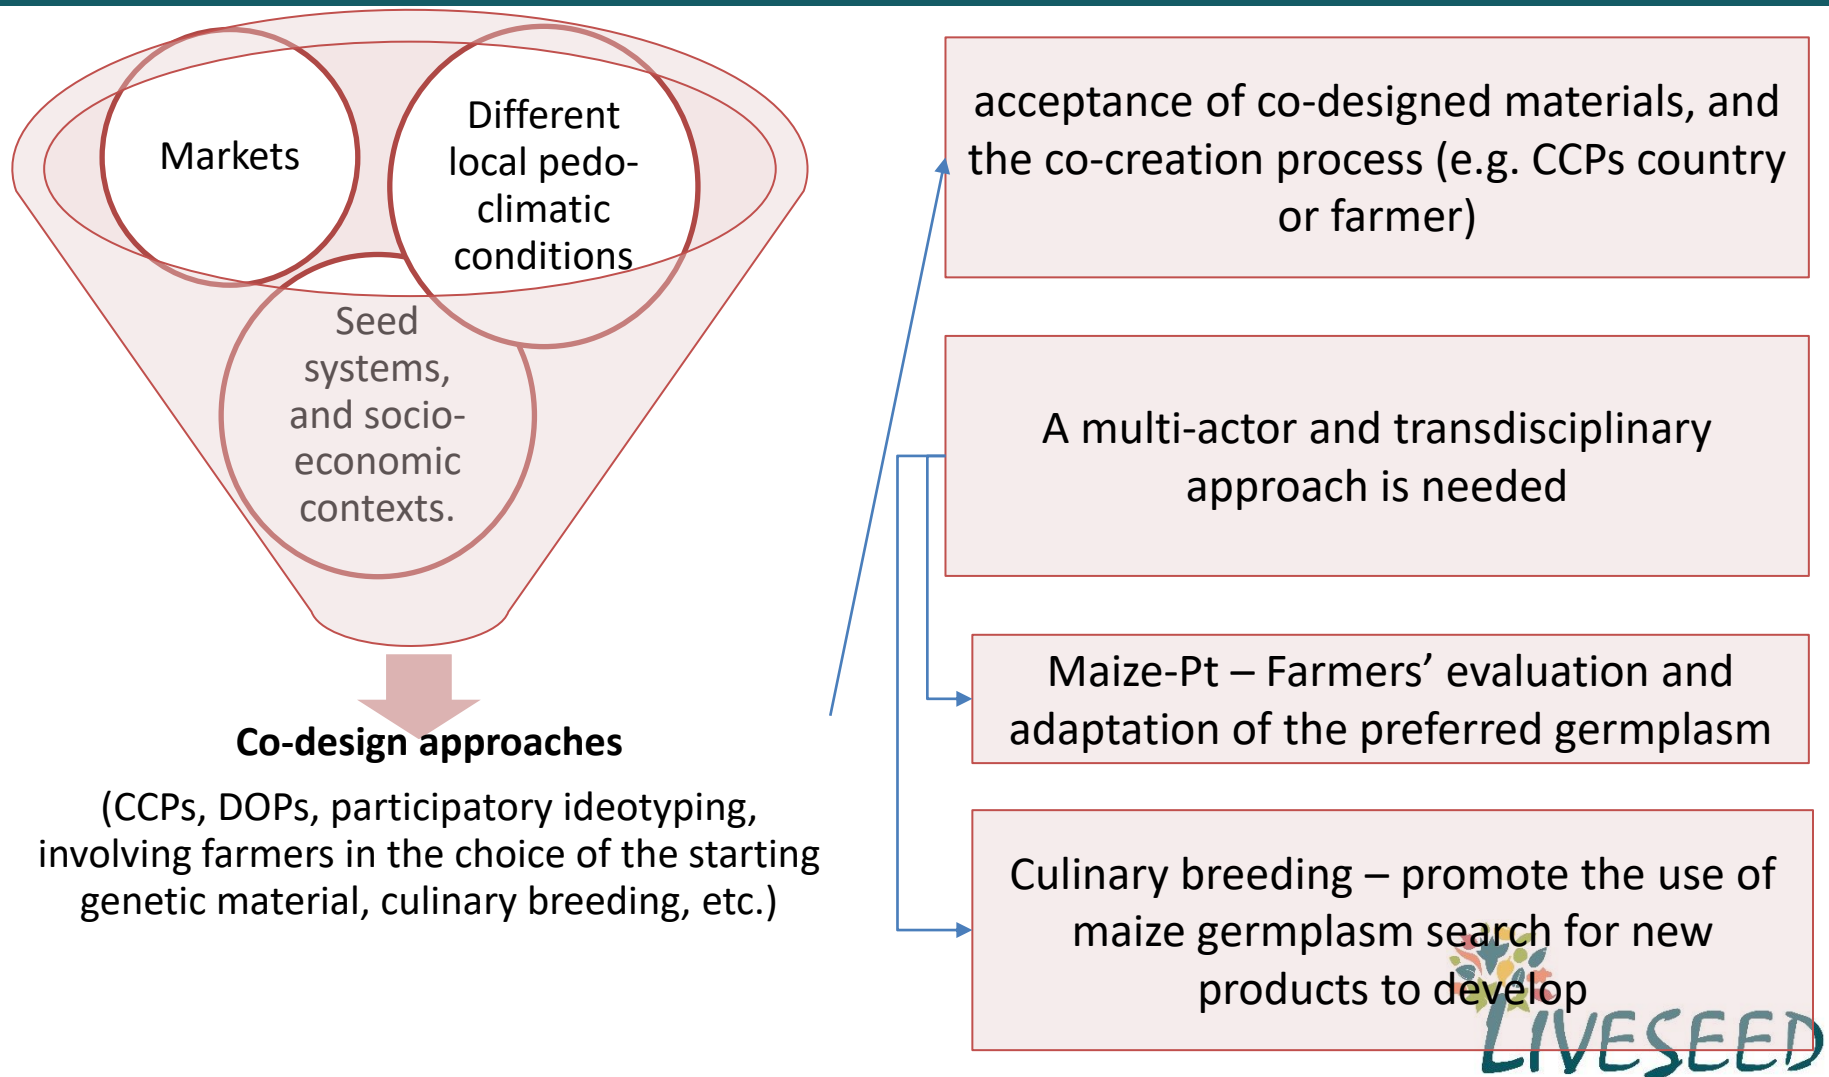 Markets
Different
local pedo-
climatic
conditions
Seed
systems,
and socio-
economic
contexts.
Co-design approaches
(CCPs, DOPs, participatory ideotyping,
involving farmers in the choice of the starting
genetic material, culinary breeding, etc.)
acceptance of co-designed materials, and
the co-creation process (e.g. CCPs country
or farmer)
A multi-actor and transdisciplinary
approach is needed
Maize-Pt – Farmers’ evaluation and
adaptation of the preferred germplasm
Culinary breeding – promote the use of
maize germplasm search for new
products to develop
LIVESEED